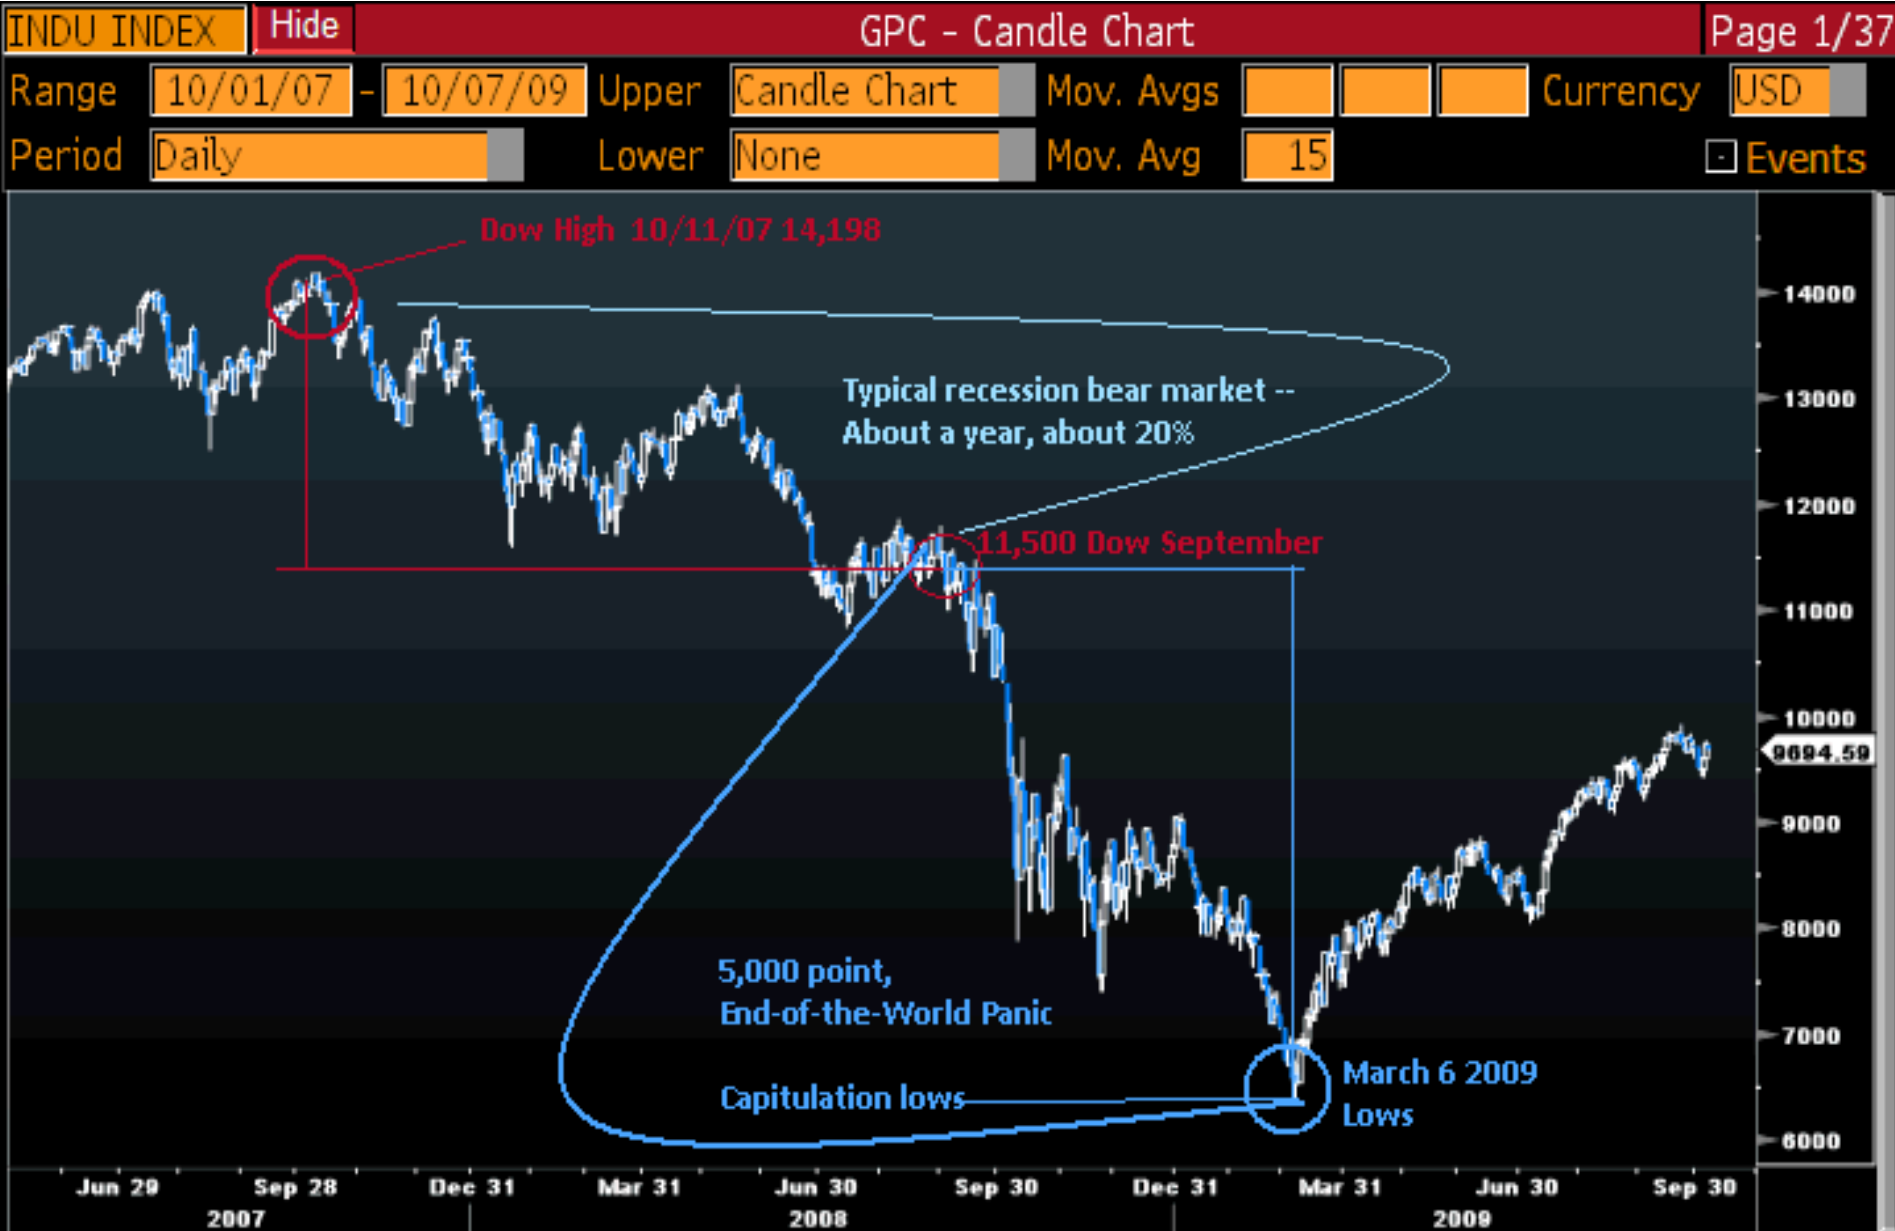 INDU INDEX Hide GPC - Candle Chart Page 1/37
Range 10/01/07 - 10/07/09 Upper Candle Chart Mov. Avgs Currency USD
Period Daily Lower None Mov. Avg 15 - Events
Dow High 10/11/07 14,198
14000
Typical recession bear market --
About a year, about 20%
13000
12000
11,500 Dow September
11000
10000
9694.59
9000
8000
5,000 point,
End-of-the-World Panic
7000
March 6 2009
Lows
Capitulation lows
6000
Jun 29 Sep 28 Dec 31 Mar 31 Jun 30 Sep 30 Dec 31 Mar 31 Jun 30 Sep 30
2007 2008 2009